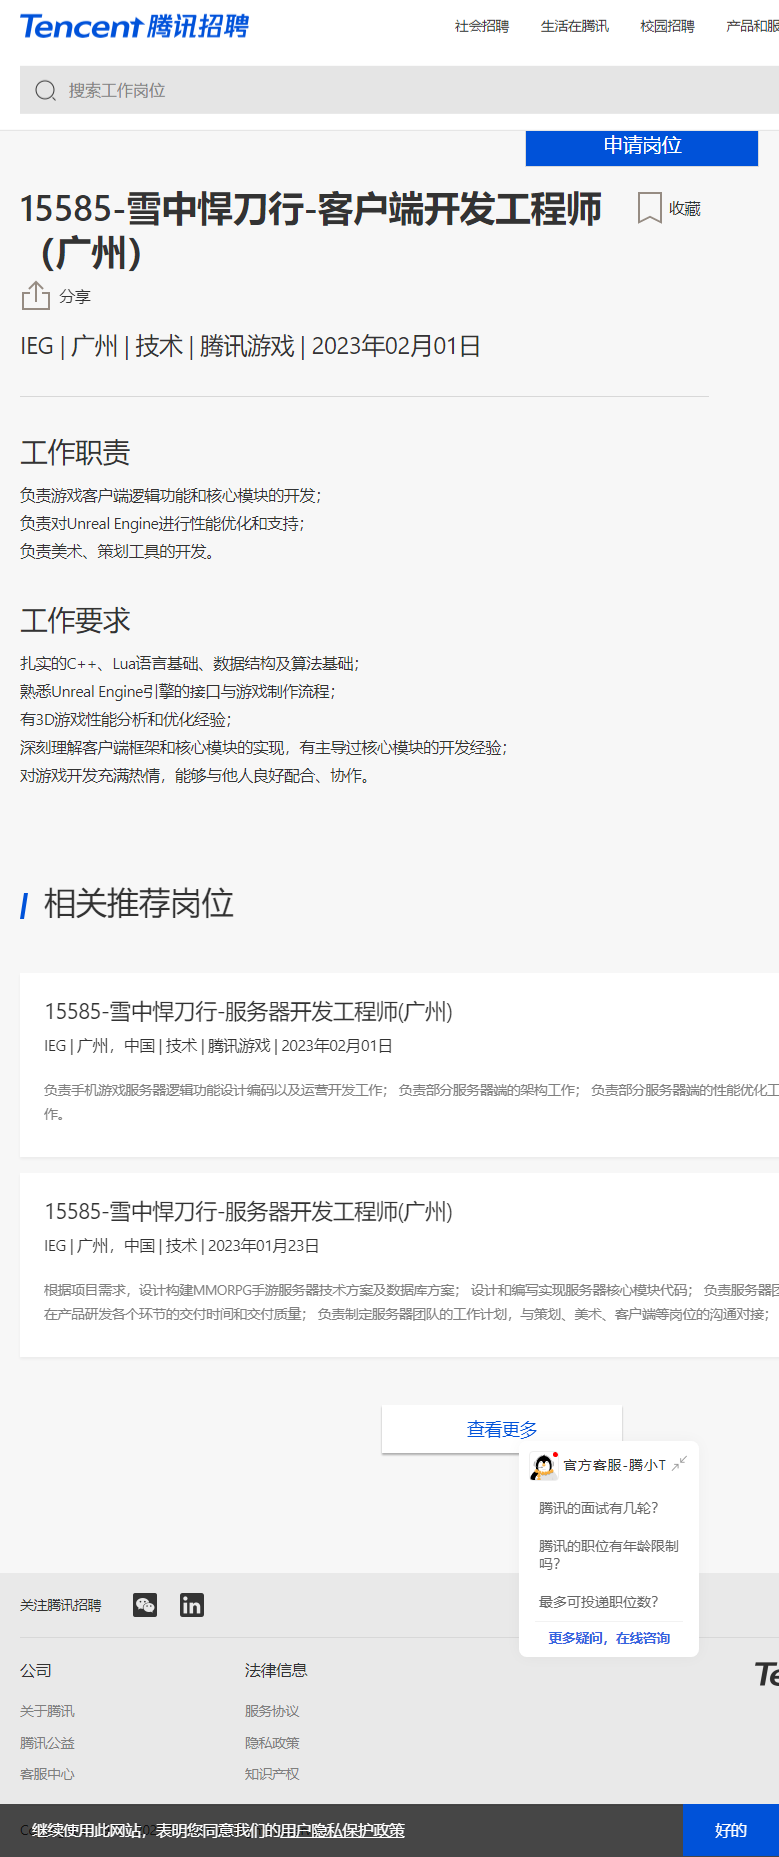 Tencent 腾讯招聘
社会招聘 生活在腾讯 校园招聘 产品和服
搜索工作岗位
申请岗位
15585-雪中悍刀行-客户端开发工程师
（广州）
收藏
分享
IEG | 广州 | 技术 | 腾讯游戏 | 2023年02月01日
工作职责
负责游戏客户端逻辑功能和核心模块的开发；
负责对Unreal Engine进行性能优化和支持；
负责美术、策划工具的开发。
工作要求
扎实的C++、Lua语言基础、数据结构及算法基础；
熟悉Unreal Engine引擎的接口与游戏制作流程；
有3D游戏性能分析和优化经验；
深刻理解客户端框架和核心模块的实现，有主导过核心模块的开发经验；
对游戏开发充满热情，能够与他人良好配合、协作。
相关推荐岗位
15585-雪中悍刀行-服务器开发工程师(广州)
IEG | 广州，中国 | 技术 | 腾讯游戏 | 2023年02月01日
负责手机游戏服务器逻辑功能设计编码以及运营开发工作； 负责部分服务器端的架构工作； 负责部分服务器端的性能优化工
作。
15585-雪中悍刀行-服务器开发工程师(广州)
IEG | 广州，中国 | 技术 | 2023年01月23日
根据项目需求，设计构建MMORPG手游服务器技术方案及数据库方案； 设计和编写实现服务器核心模块代码； 负责服务器团
在产品研发各个环节的交付时间和交付质量； 负责制定服务器团队的工作计划，与策划、美术、客户端等岗位的沟通对接；
查看更多
官方客服-腾小T
腾讯的面试有几轮？
腾讯的职位有年龄限制
吗？
最多可投递职位数？
更多疑问，在线咨询
关注腾讯招聘
公司 法律信息
Te
关于腾讯 服务协议
腾讯公益 隐私政策
客服中心 知识产权
继续使用此网站，表明您同意我们的用户隐私保护政策
好的